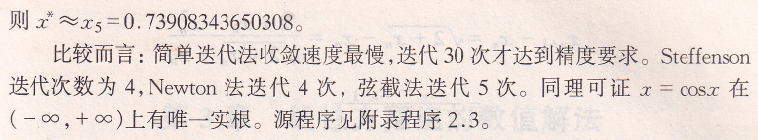 则 x* ≈ x₅ = 0.73908343650308。
比较而言：简单迭代法收敛速度最慢，迭代 30 次才达到精度要求。Steffenson
迭代次数为 4，Newton 法迭代 4 次，弦截法迭代 5 次。同理可证 x = cosx 在
(－∞，＋∞)上有唯一实根。源程序见附录程序 2.3。